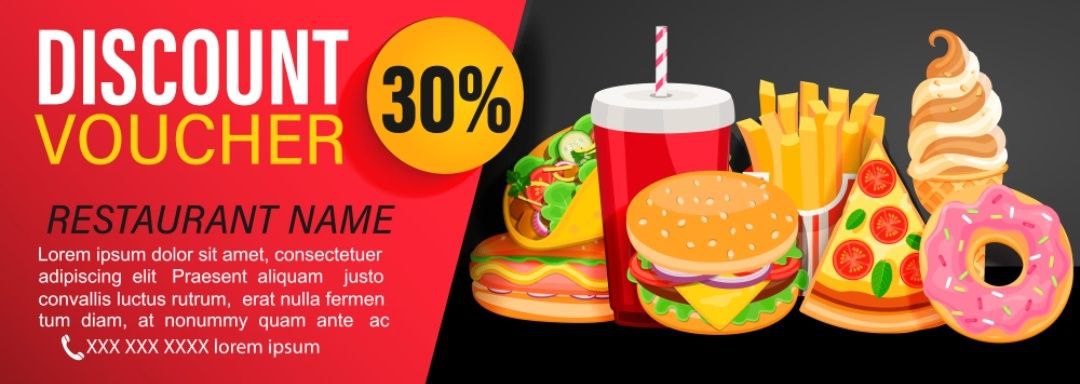 DISCOUNT
VOUCHER
30%
RESTAURANT NAME
Lorem ipsum dolor sit amet, consectetuer
adipiscing elit Praesent aliquam justo
convallis luctus rutrum, erat nulla fermen
tum diam, at nonummy quam ante ac
XXX XXX XXXX lorem ipsum